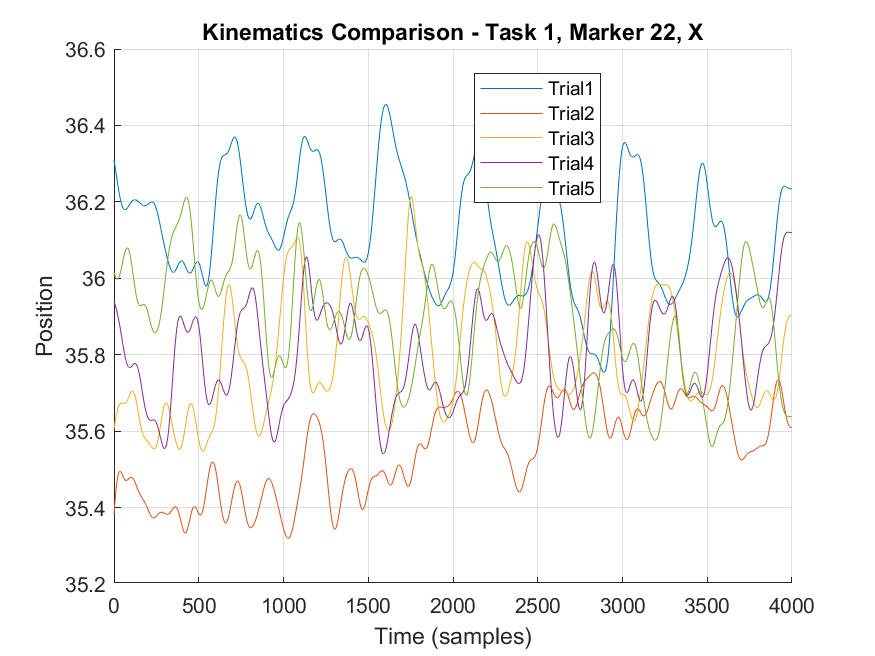 Kinematics Comparison - Task 1, Marker 22, X
36.6
36.4
36.2
36
35.8
35.6
35.4
35.2
Position
Trial1
Trial2
Trial3
Trial4
Trial5
0 500 1000 1500 2000 2500 3000 3500 4000
Time (samples)